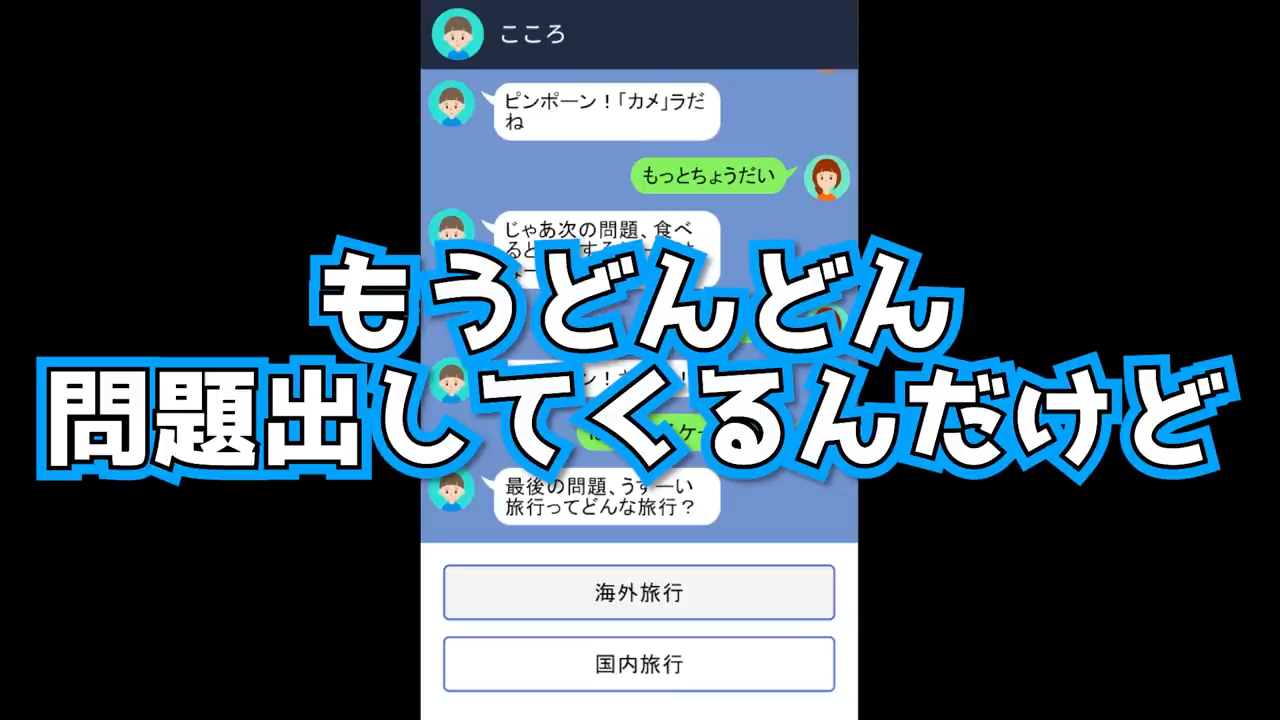 こころ
ピンポーン！｢カメ｣ラだ
ね
もっとちょうだい
じゃあ次の問題、食べ
もうどんどん
問題出してくるんだけど
最後の問題、うすーい
旅行ってどんな旅行？
海外旅行
国内旅行